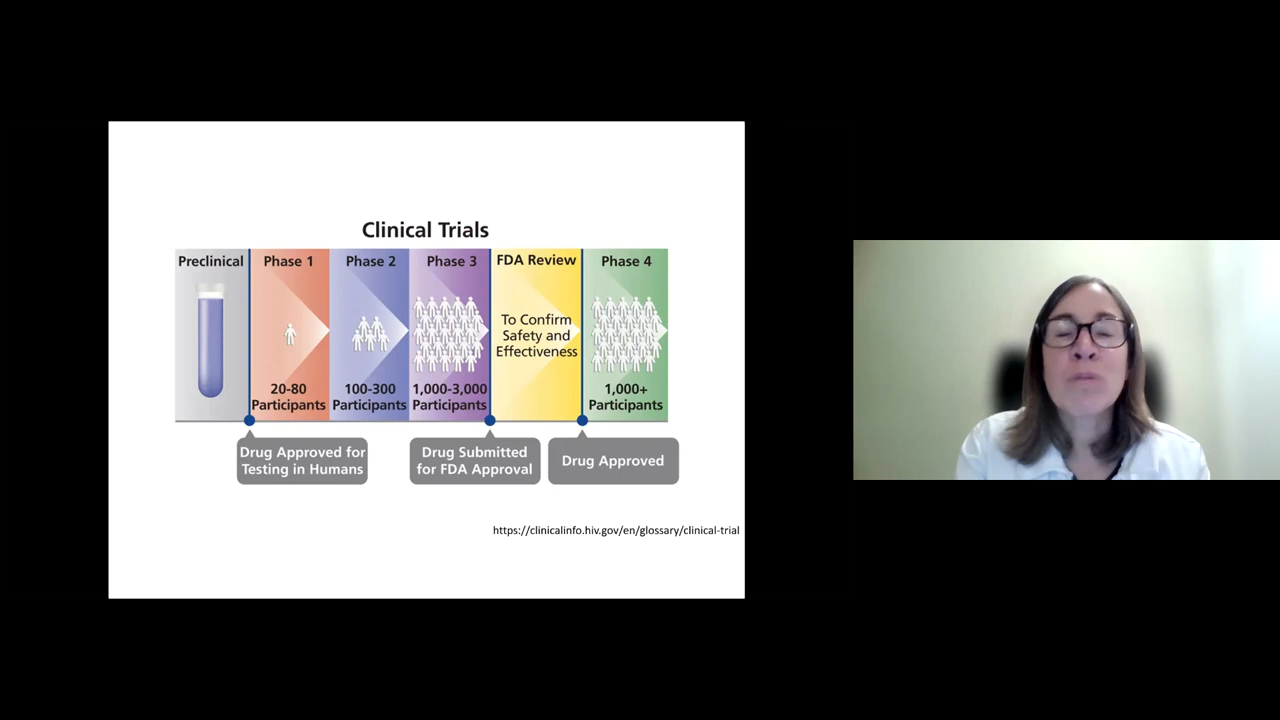 Clinical Trials
Preclinical
Phase 1
20-80
Participants
Phase 2
100-300
Participants
Phase 3
1,000-3,000
Participants
FDA Review
To Confirm
Safety and
Effectiveness
Phase 4
1,000+
Participants
Drug Approved for
Testing in Humans
Drug Submitted
for FDA Approval
Drug Approved
https://clinicalinfo.hiv.gov/en/glossary/clinical-trial